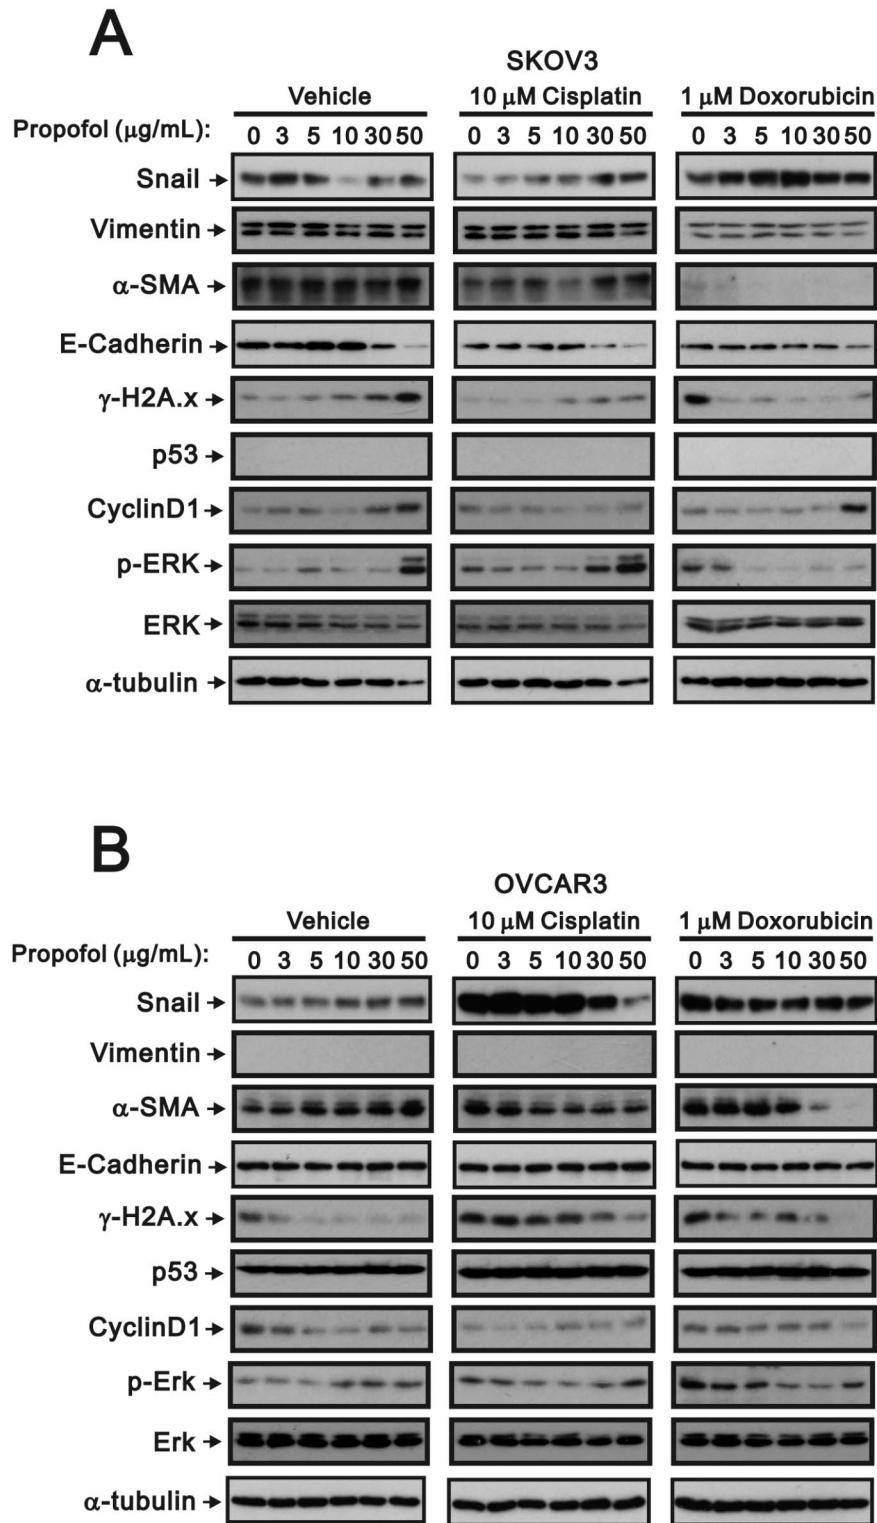 A
SKOV3
Vehicle 10 μM Cisplatin 1 μM Doxorubicin
Propofol (μg/mL): 0 3 5 10 30 50 0 3 5 10 30 50 0 3 5 10 30 50
Snail
Vimentin
α-SMA
E-Cadherin
γ-H2A.x
p53
CyclinD1
p-ERK
ERK
α-tubulin
B
OVCAR3
Vehicle 10 μM Cisplatin 1 μM Doxorubicin
Propofol (μg/mL): 0 3 5 10 30 50 0 3 5 10 30 50 0 3 5 10 30 50
Snail
Vimentin
α-SMA
E-Cadherin
γ-H2A.x
p53
CyclinD1
p-Erk
Erk
α-tubulin